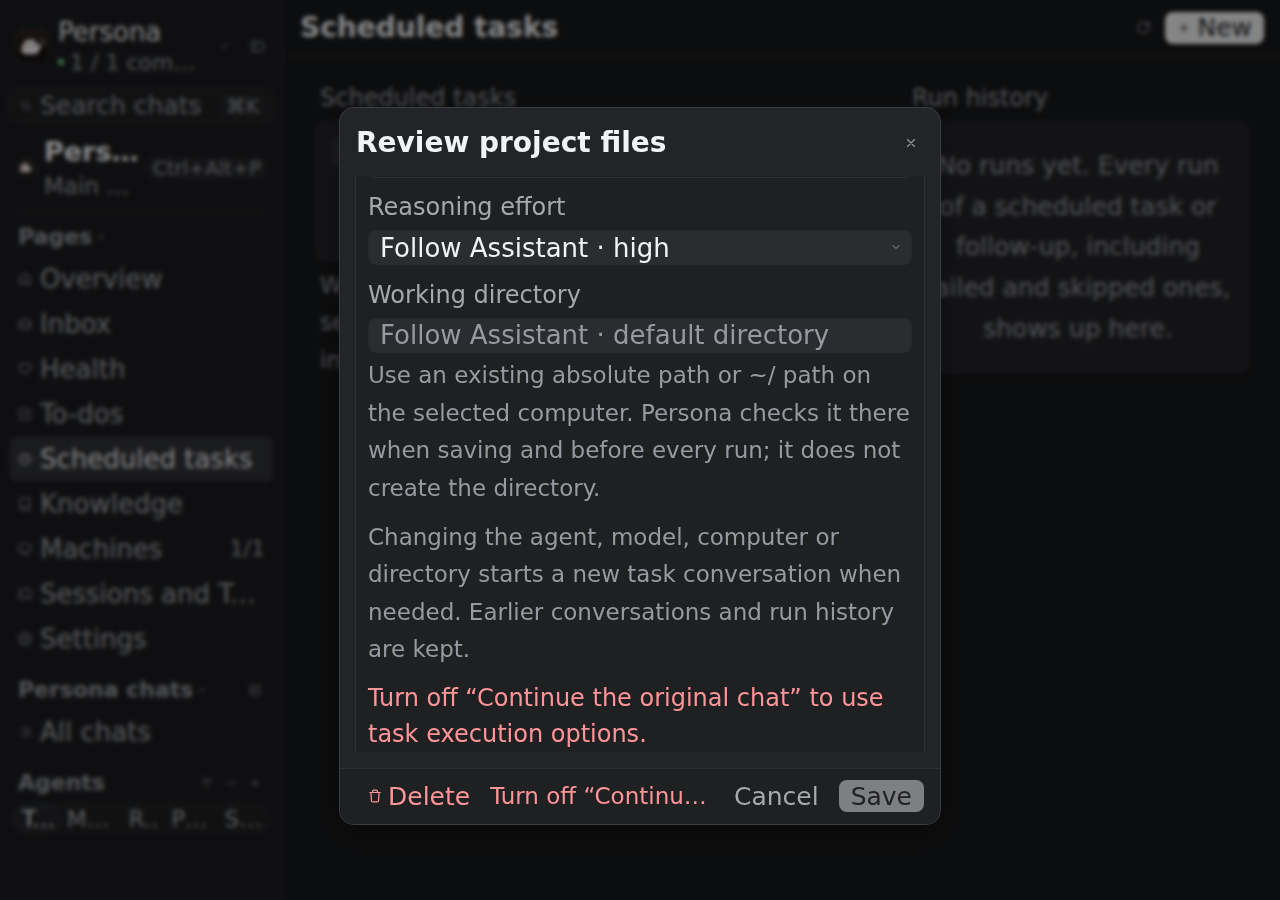 Persona
1 / 1 com...
Search chats
⌘K
Pers...
Ctrl+Alt+P
Main ...
Pages
Overview
Inbox
Health
To-dos
Scheduled tasks
Knowledge
Machines
1/1
Sessions and T...
Settings
Persona chats
All chats
Agents
T...
M...
R..
P...
S...
Scheduled tasks
+ New
Scheduled tasks
Run history
No runs yet. Every run
of a scheduled task or
follow-up, including
ailed and skipped ones,
shows up here.
Review project files
Reasoning effort
Follow Assistant · high
Working directory
Follow Assistant · default directory
Use an existing absolute path or ~/ path on
the selected computer. Persona checks it there
when saving and before every run; it does not
create the directory.
Changing the agent, model, computer or
directory starts a new task conversation when
needed. Earlier conversations and run history
are kept.
Turn off “Continue the original chat” to use
task execution options.
Delete
Turn off “Continu...
Cancel
Save